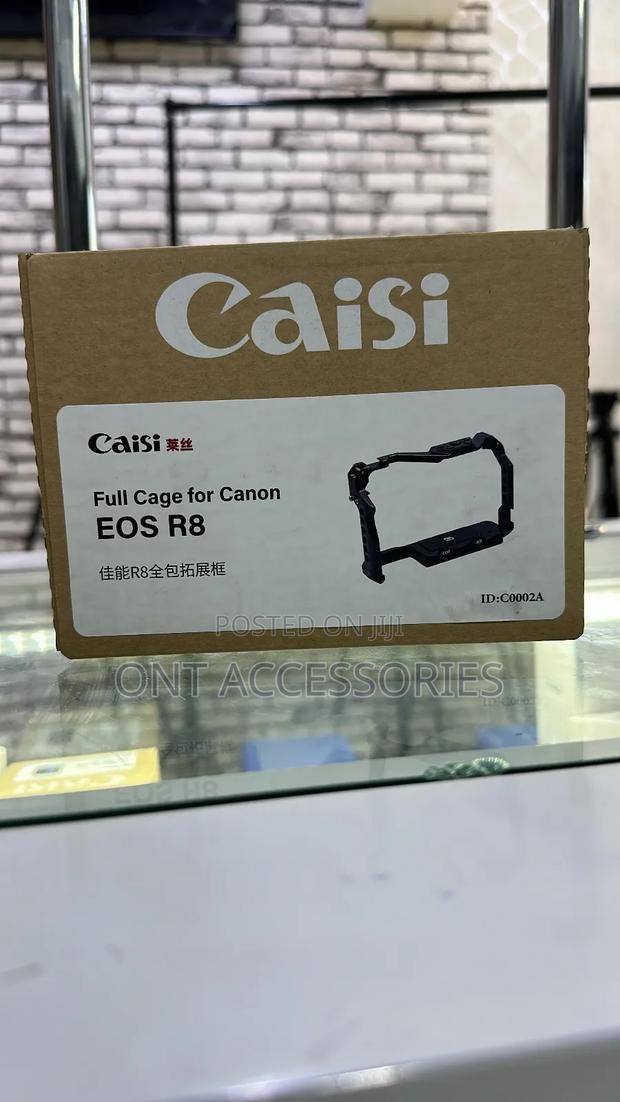 Caisi
Caisi 莱丝
Full Cage for Canon
EOS R8
佳能R8全包拓展框
ID:C0002A
POSTED ON JIJI
ONT ACCESSORIES